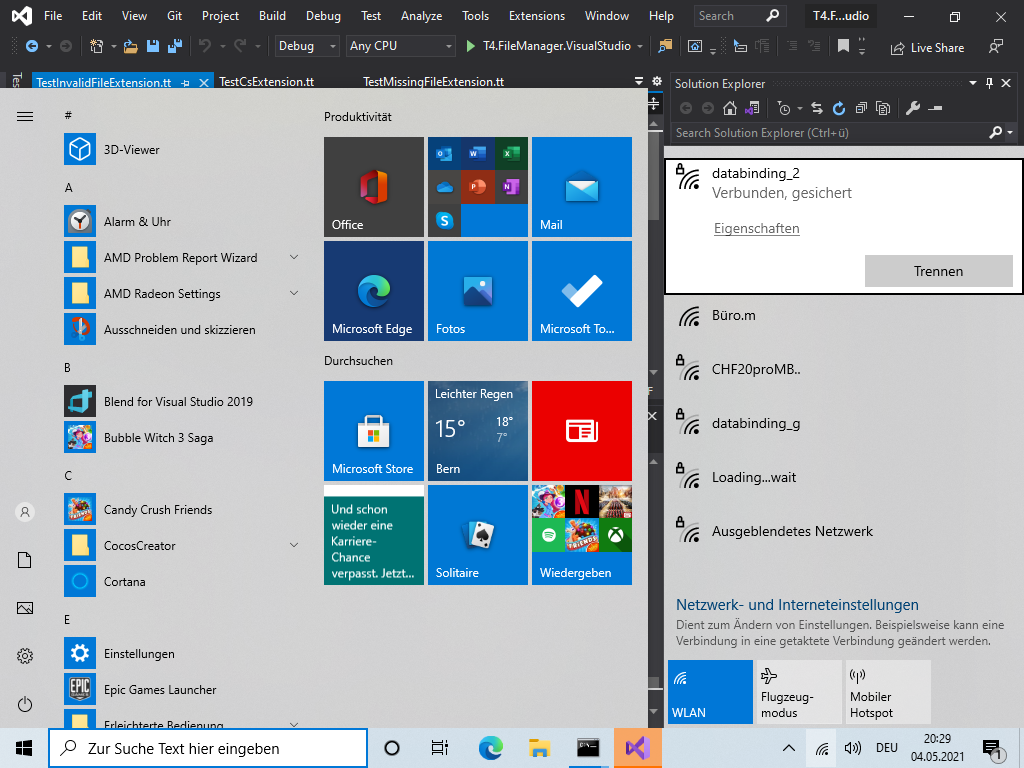 File Edit View Git Project Build Debug Test Analyze Tools Extensions Window Help Search T4.F...udio
Debug Any CPU T4.FileManager.VisualStudio Live Share
TestInvalidFileExtension.tt TestCsExtension.tt TestMissingFileExtension.tt
Solution Explorer
Search Solution Explorer (Ctrl+ü)
#
3D-Viewer
A
Alarm & Uhr
AMD Problem Report Wizard
AMD Radeon Settings
Ausschneiden und skizzieren
B
Blend for Visual Studio 2019
Bubble Witch 3 Saga
C
Candy Crush Friends
CocosCreator
Cortana
E
Einstellungen
EPIC
Epic Games Launcher
Erleichterte Bedienung
Produktivität
Office
Mail
Microsoft Edge
Fotos
Microsoft To...
Durchsuchen
Microsoft Store
Leichter Regen
15° 18°
7°
Bern
Und schon
wieder eine
Karriere-
Chance
verpasst. Jetzt...
Solitaire
Wiedergeben
databinding_2
Verbunden, gesichert
Eigenschaften
Trennen
Büro.m
CHF20proMB..
databinding_g
Loading...wait
Ausgeblendetes Netzwerk
Netzwerk- und Interneteinstellungen
Dient zum Ändern von Einstellungen. Beispielsweise kann eine
Verbindung in eine getaktete Verbindung geändert werden.
WLAN
Flugzeug-
modus
Mobiler
Hotspot
Zur Suche Text hier eingeben
DEU
20:29
04.05.2021
1